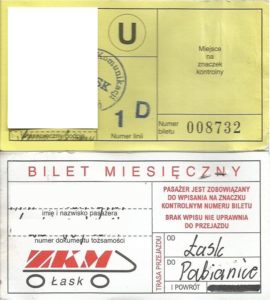 U
Miejsce
na
znaczek
kontrolny
1 D
Numer linii
Numer
biletu
008732
BILET MIESIĘCZNY
PASAŻER JEST ZOBOWIĄZANY
DO WPISANIA NA ZNACZKU
KONTROLNYM NUMERU BILETU
BRAK WPISU NIE UPRAWNIA
DO PRZEJAZDU
imię i nazwisko pasażera
numer dokumentu tożsamości
ZKM
Łask
TRASA PRZEJAZDU
OD
Łask
DO
Pabianice
I POWRÓT